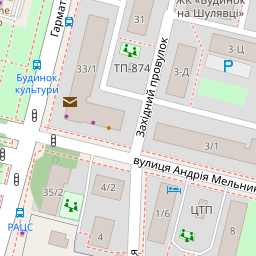 ЖК «Будинок
на Шулявці»
31
Гармат
3-Ц
33/1
ТП-874
3-Д
Р
Будинок
культури
Західний провулок
3/1
вулиця Андрія Мельник
35/2
4/2
1/6
ЦТП
8
РАЦС
4
я